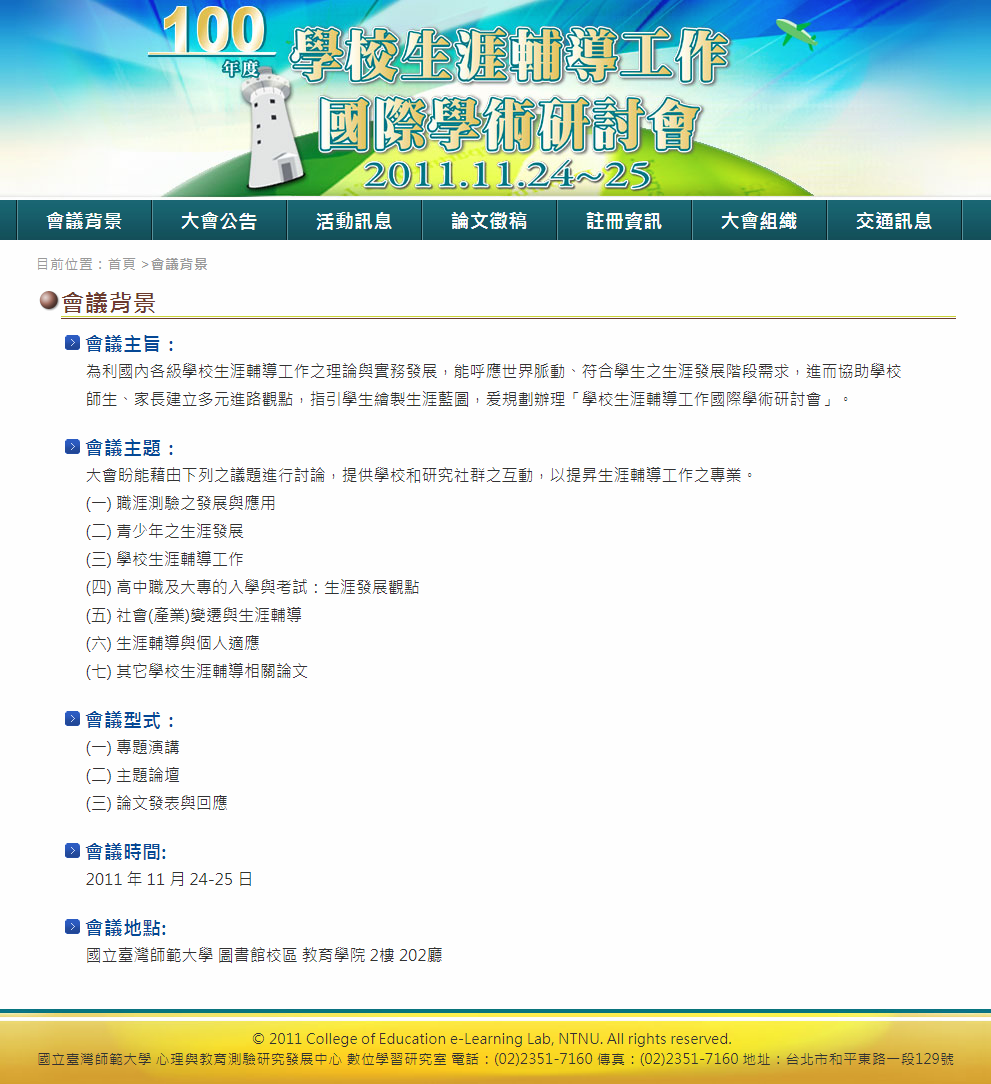 100
年度
學校生涯輔導工作
國際學術研討會
2011.11.24~25
會議背景 大會公告 活動訊息 論文徵稿 註冊資訊 大會組織 交通訊息
目前位置：首頁 >會議背景
會議背景
會議主旨：
為利國內各級學校生涯輔導工作之理論與實務發展，能呼應世界脈動、符合學生之生涯發展階段需求，進而協助學校
師生、家長建立多元進路觀點，指引學生繪製生涯藍圖，爰規劃辦理「學校生涯輔導工作國際學術研討會」。
會議主題：
大會盼能藉由下列之議題進行討論，提供學校和研究社群之互動，以提昇生涯輔導工作之專業。
(一) 職涯測驗之發展與應用
(二) 青少年之生涯發展
(三) 學校生涯輔導工作
(四) 高中職及大專的入學與考試：生涯發展觀點
(五) 社會(產業)變遷與生涯輔導
(六) 生涯輔導與個人適應
(七) 其它學校生涯輔導相關論文
會議型式：
(一) 專題演講
(二) 主題論壇
(三) 論文發表與回應
會議時間:
2011 年 11 月 24-25 日
會議地點:
國立臺灣師範大學 圖書館校區 教育學院 2樓 202廳
© 2011 College of Education e-Learning Lab, NTNU. All rights reserved.
國立臺灣師範大學 心理與教育測驗研究發展中心 數位學習研究室 電話：(02)2351-7160 傳真：(02)2351-7160 地址：台北市和平東路一段129號